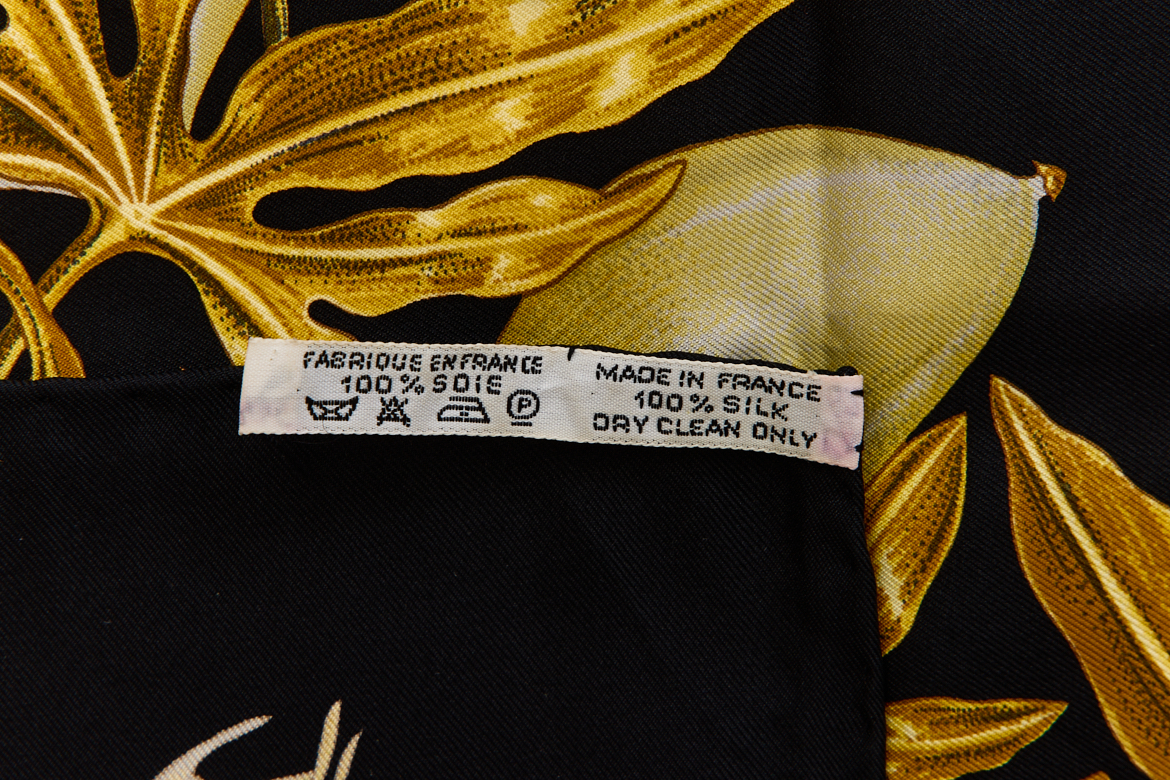 FABRIQUE EN FRANCE
100 % SOIE
P
MADE IN FRANCE
100 % SILK
DRY CLEAN ONLY